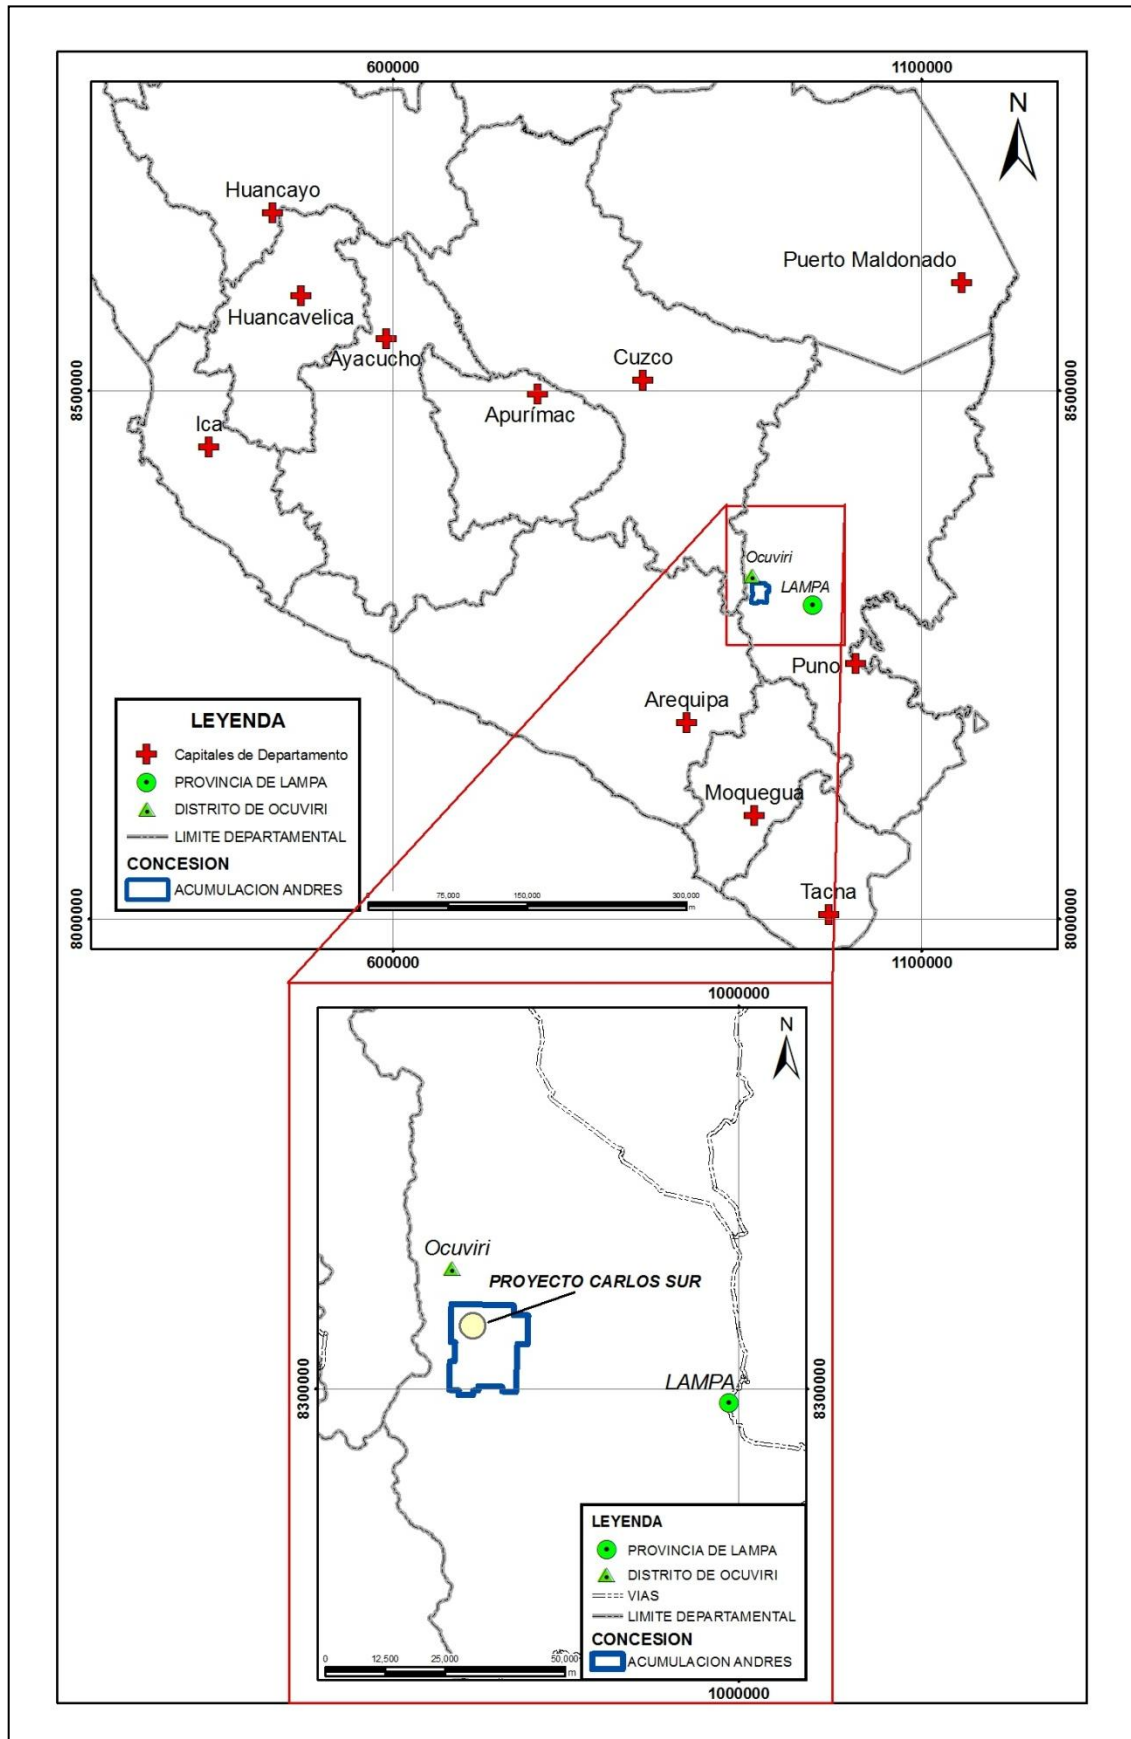 600000
1100000
N
Huancayo
Puerto Maldonado
Huancavelica
Ayacucho
Cuzco
8500000
8500000
Apurímac
Ica
Ocuviri
LAMPA
Puno
Arequipa
Moquegua
Tacna
LEYENDA
Capitales de Departamento
PROVINCIA DE LAMPA
DISTRITO DE OCUVIRI
LIMITE DEPARTAMENTAL
CONCESION
ACUMULACION ANDRES
75,000
150,000
300,000
m
8000000
8000000
600000
1100000
1000000
N
Ocuviri
PROYECTO CARLOS SUR
8300000
8300000
LAMPA
LEYENDA
PROVINCIA DE LAMPA
DISTRITO DE OCUVIRI
VIAS
LIMITE DEPARTAMENTAL
CONCESION
ACUMULACION ANDRES
0
12,500
25,000
50,000
m
1000000